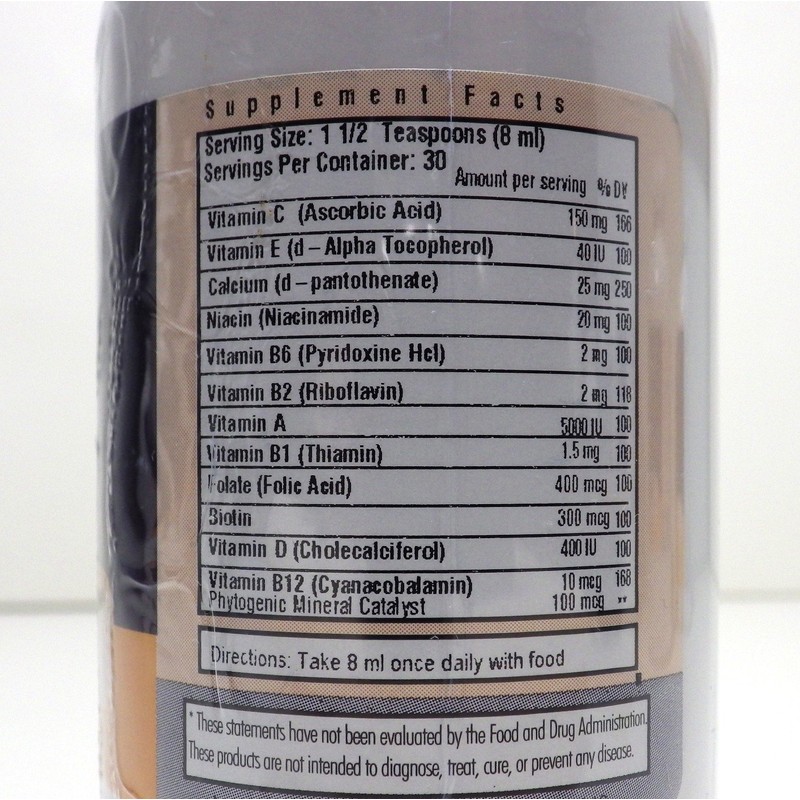 Supplement Facts
Serving Size: 1 1/2 Teaspoons (8 ml)
Servings Per Container: 30
Amount per serving % DV
Vitamin C (Ascorbic Acid) 150 mg 166
Vitamin E (d-Alpha Tocopherol) 40 IU 100
Calcium (d-pantothenate) 25 mg 250
Niacin (Niacinamide) 20 mg 100
Vitamin B6 (Pyridoxine Hcl) 2 mg 100
Vitamin B2 (Riboflavin) 2 mg 118
Vitamin A 5000 IU 100
Vitamin B1 (Thiamin) 1.5 mg 100
Folate (Folic Acid) 400 mcg 100
Biotin 300 mcg 100
Vitamin D (Cholecalciferol) 400 IU 100
Vitamin B12 (Cyanacobalamin) 10 mcg 168
Phytogenic Mineral Catalyst 100 mcg **
Directions: Take 8 ml once daily with food
* These statements have not been evaluated by the Food and Drug Administration.
These products are not intended to diagnose, treat, cure, or prevent any disease.